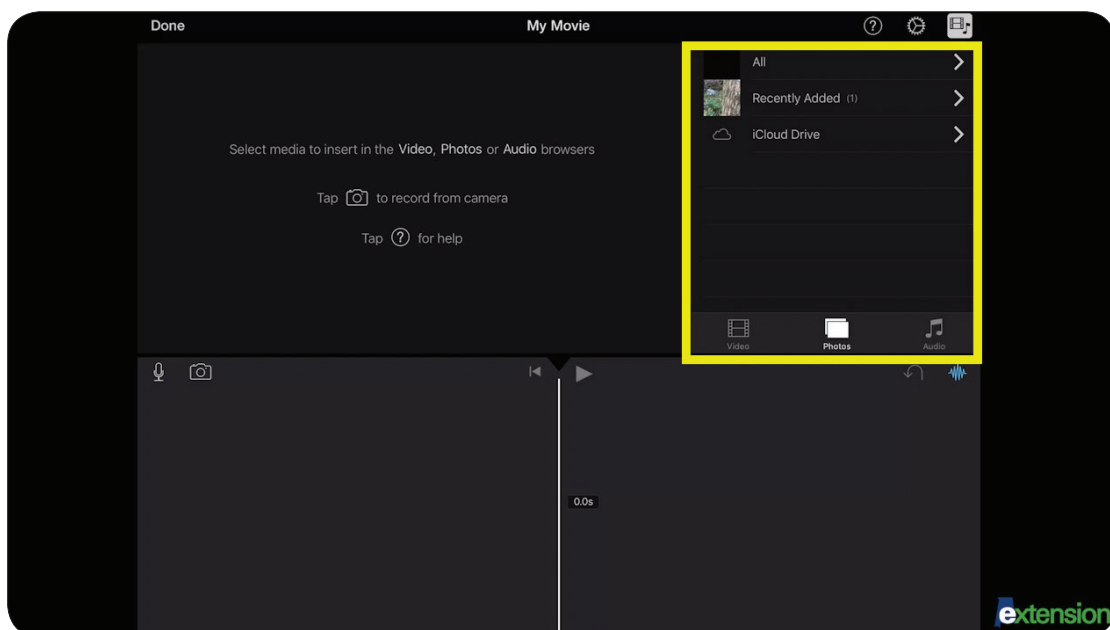 Done
My Movie
All
Recently Added (1)
iCloud Drive
Select media to insert in the Video, Photos or Audio browsers
Tap to record from camera
Tap ? for help
Video
Photos
Audio
0.0s
extension